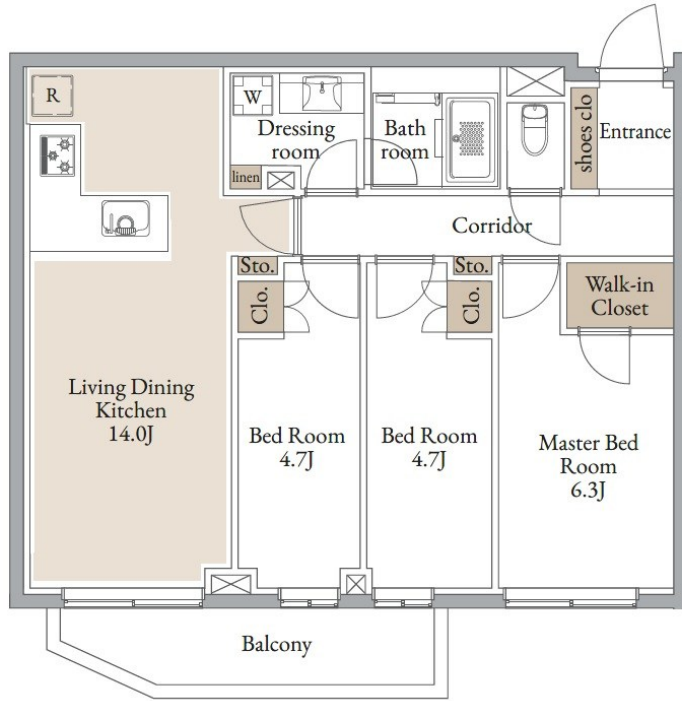 R
W
Dressing
room
linen
Bath
room
shoes clo
Entrance
Corridor
Sto.
Clo.
Sto.
Clo.
Walk-in
Closet
Living Dining
Kitchen
14.0J
Bed Room
4.7J
Bed Room
4.7J
Master Bed
Room
6.3J
Balcony